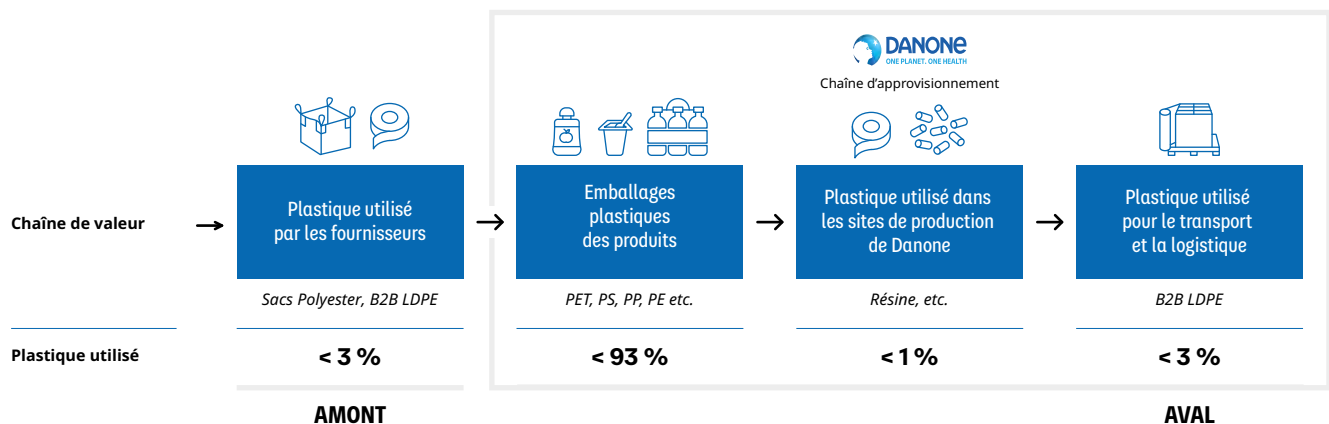 DANONE
ONE PLANET. ONE HEALTH
Chaîne d'approvisionnement
Chaîne de valeur
Plastique utilisé
par les fournisseurs
Emballages
plastiques
des produits
Plastique utilisé dans
les sites de production
de Danone
Plastique utilisé
pour le transport
et la logistique
Sacs Polyester, B2B LDPE
PET, PS, PP, PE etc.
Résine, etc.
B2B LDPE
Plastique utilisé
< 3 %
< 93 %
< 1 %
< 3 %
AMONT
AVAL